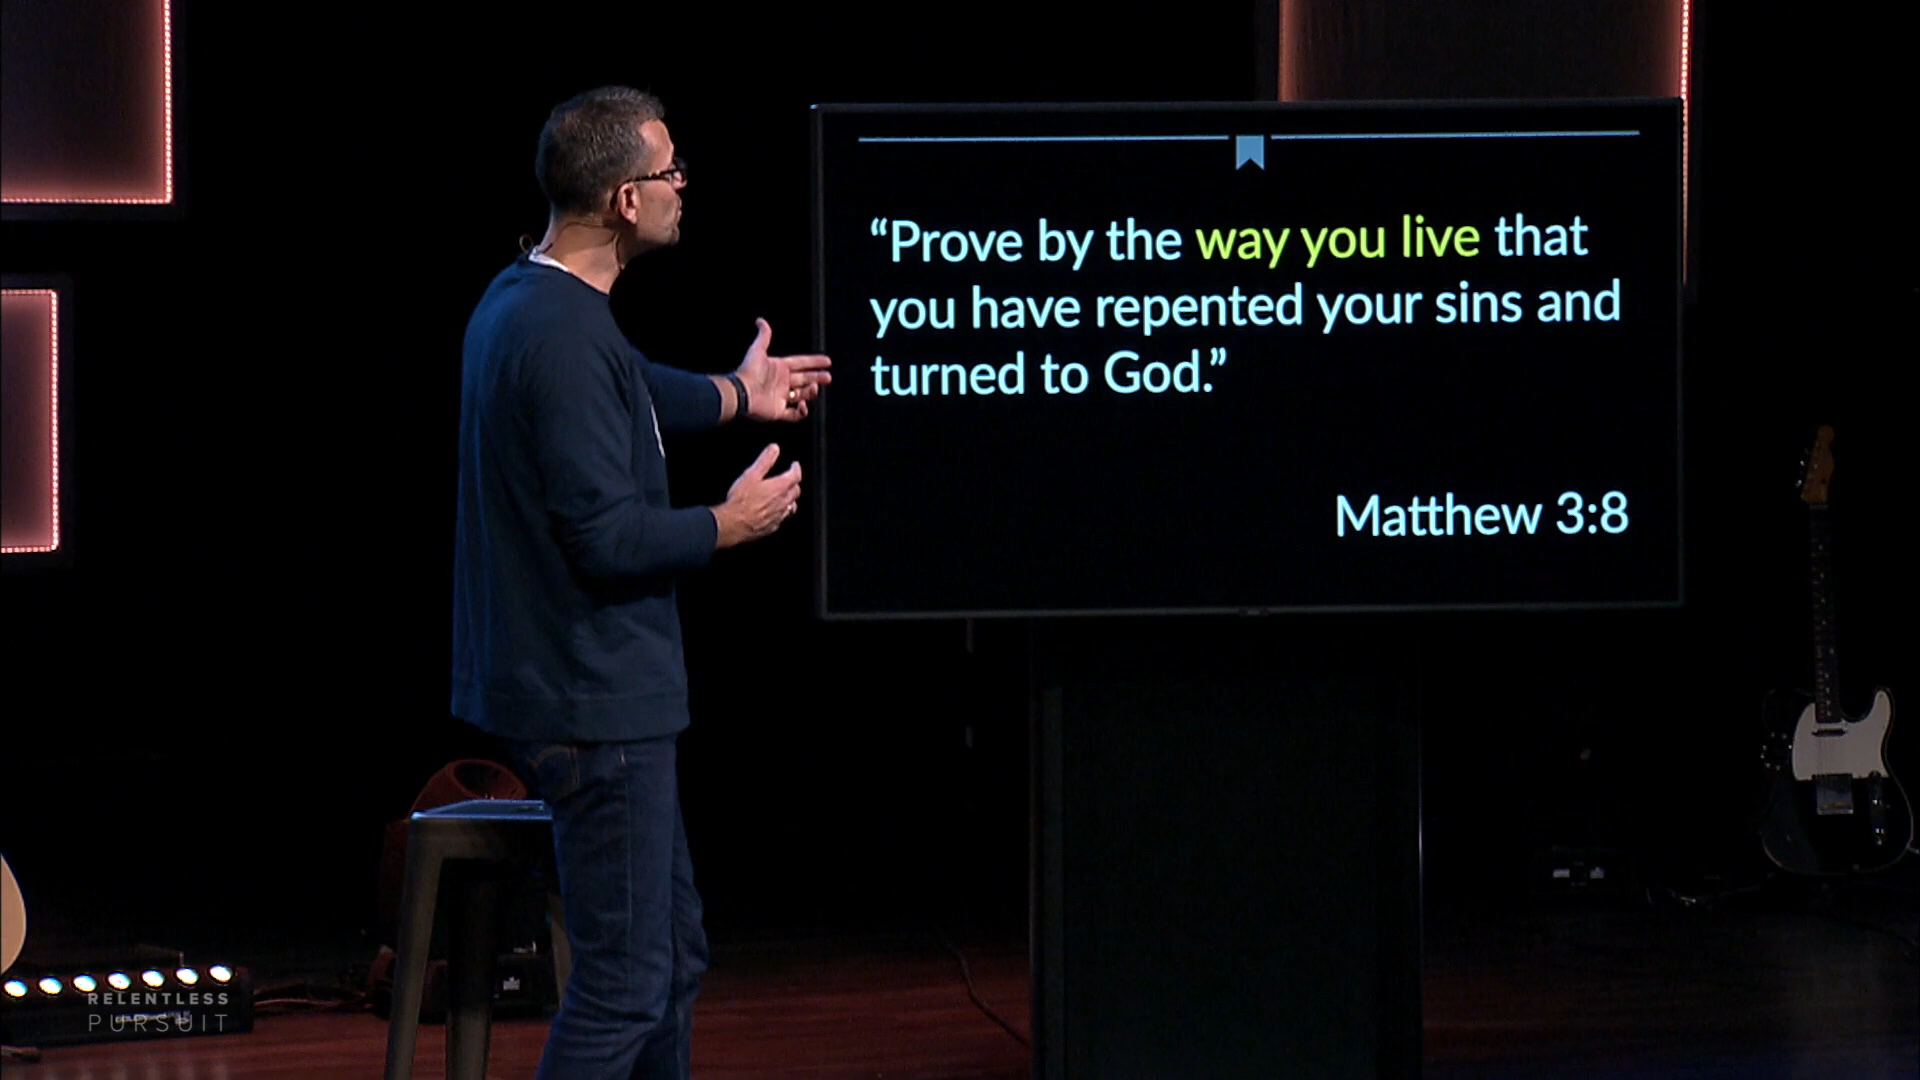 “Prove by the way you live that
you have repented your sins and
turned to God.”
Matthew 3:8
RELENTLESS
PURSUIT